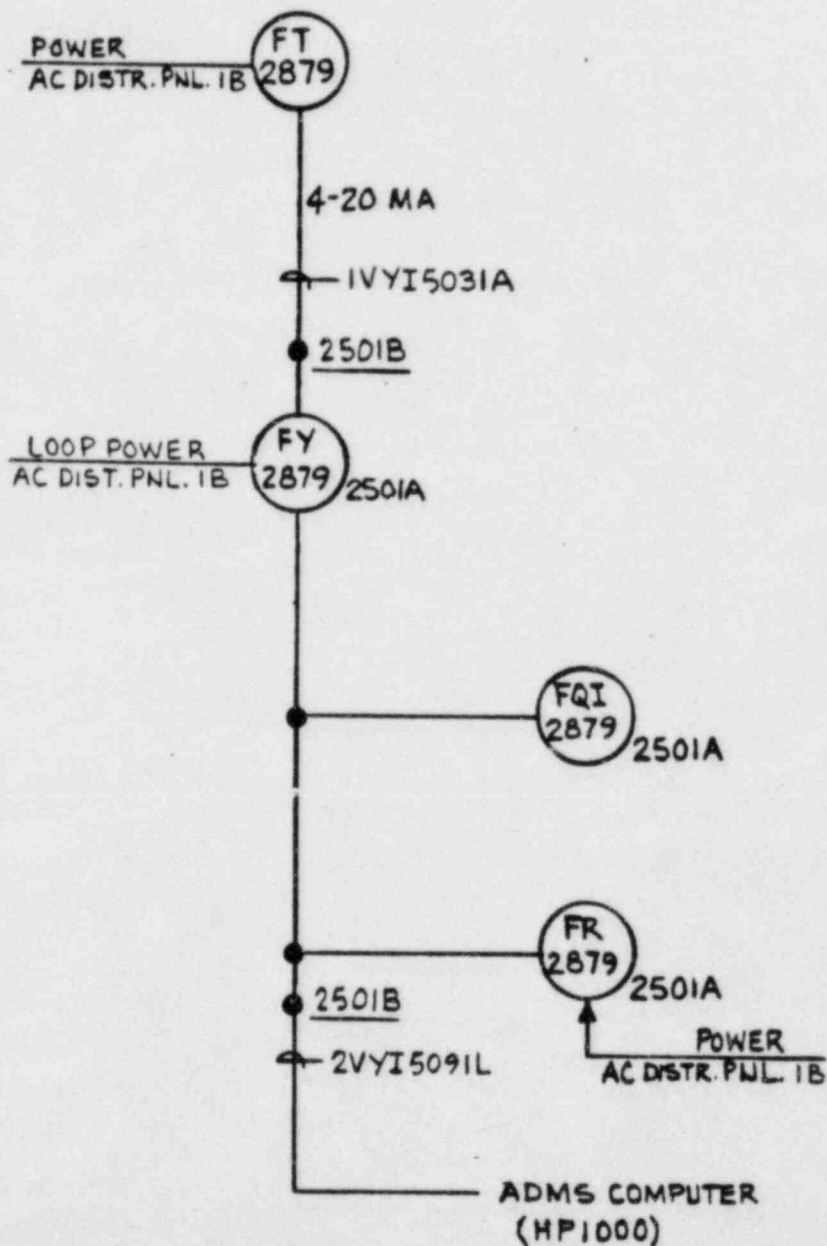 POWER
AC DISTR. PNL. 1B
FT
2879
4-20 MA
1VYI5031A
2501B
LOOP POWER
AC DIST. PNL. 1B
FY
2879
2501A
FQI
2879
2501A
FR
2879
2501A
2501B
POWER
AC DISTR. PNL. 1B
2VYI5091L
ADMS COMPUTER
(HP1000)